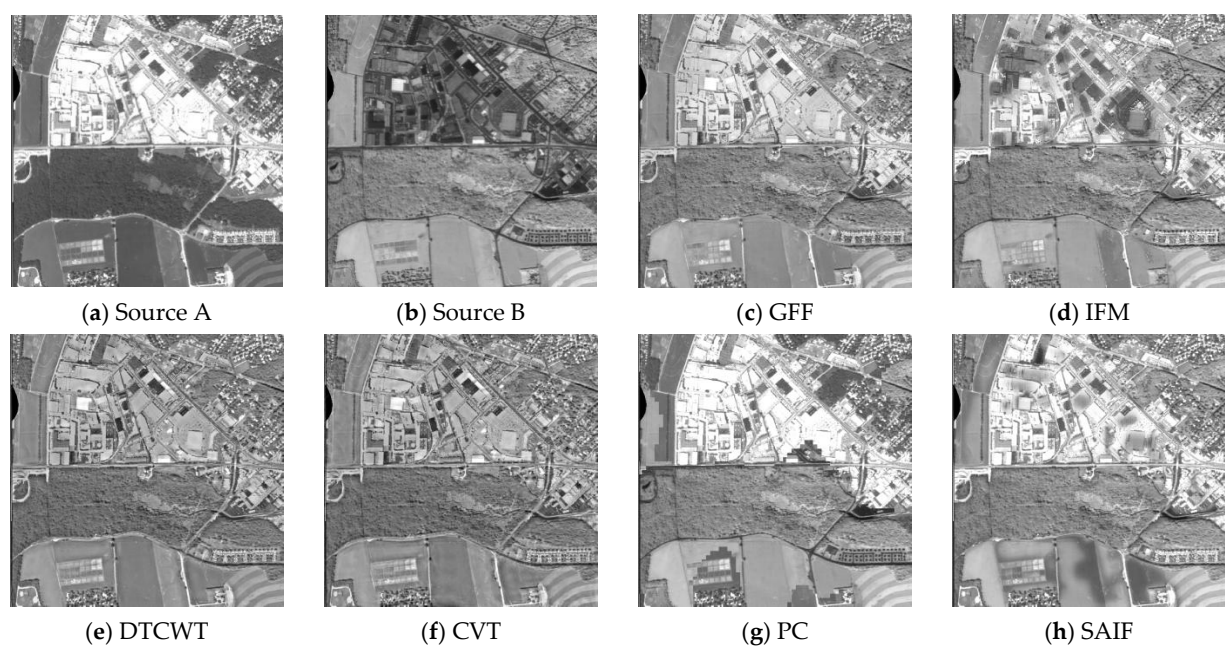 (a) Source A
(b) Source B
(c) GFF
(d) IFM
(e) DTCWT
(f) CVT
(g) PC
(h) SAIF